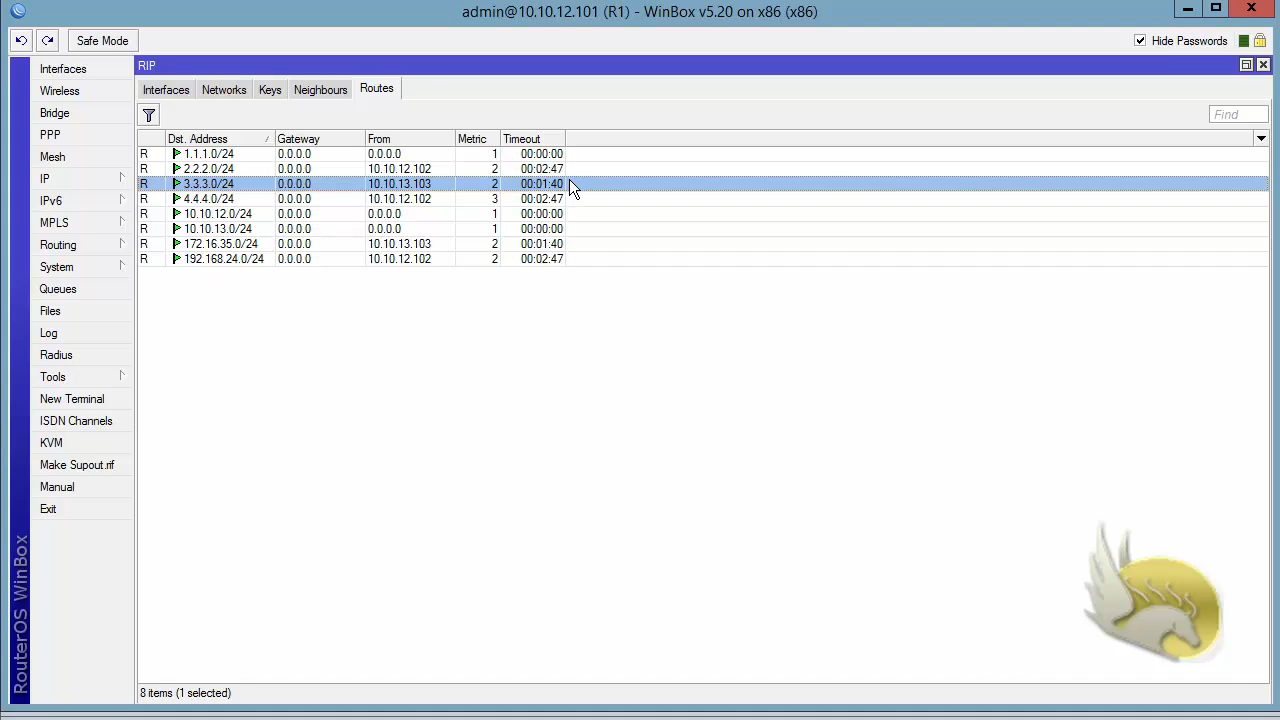 admin@10.10.12.101 (R1) - WinBox v5.20 on x86 (x86)
Safe Mode
Hide Passwords
Interfaces
Wireless
Bridge
PPP
Mesh
IP
IPv6
MPLS
Routing
System
Queues
Files
Log
Radius
Tools
New Terminal
ISDN Channels
KVM
Make Supout.rif
Manual
Exit
RouterOS WinBox
RIP
Interfaces Networks Keys Neighbours Routes
Find
Dst. Address Gateway From Metric Timeout
R 1.1.1.0/24 0.0.0.0 0.0.0.0 1 00:00:00
R 2.2.2.0/24 0.0.0.0 10.10.12.102 2 00:02:47
R 3.3.3.0/24 0.0.0.0 10.10.13.103 2 00:01:40
R 4.4.4.0/24 0.0.0.0 10.10.12.102 3 00:02:47
R 10.10.12.0/24 0.0.0.0 0.0.0.0 1 00:00:00
R 10.10.13.0/24 0.0.0.0 0.0.0.0 1 00:00:00
R 172.16.35.0/24 0.0.0.0 10.10.13.103 2 00:01:40
R 192.168.24.0/24 0.0.0.0 10.10.12.102 2 00:02:47
8 items (1 selected)